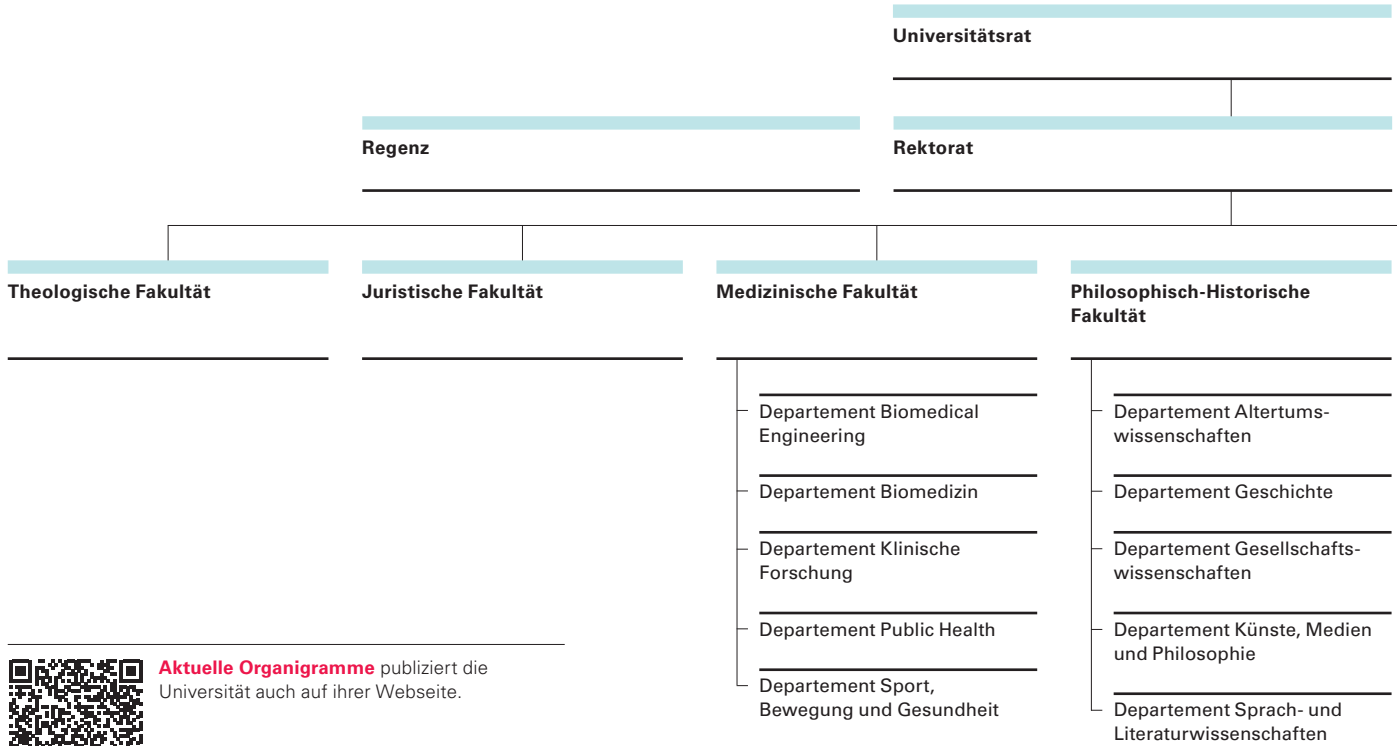 Universitätsrat
Regenz
Rektorat
Theologische Fakultät
Juristische Fakultät
Medizinische Fakultät
Philosophisch-Historische
Fakultät
Departement Biomedical
Engineering
Departement Biomedizin
Departement Klinische
Forschung
Departement Public Health
Departement Sport,
Bewegung und Gesundheit
Departement Altertums-
wissenschaften
Departement Geschichte
Departement Gesellschafts-
wissenschaften
Departement Künste, Medien
und Philosophie
Departement Sprach- und
Literaturwissenschaften
Aktuelle Organigramme publiziert die
Universität auch auf ihrer Webseite.